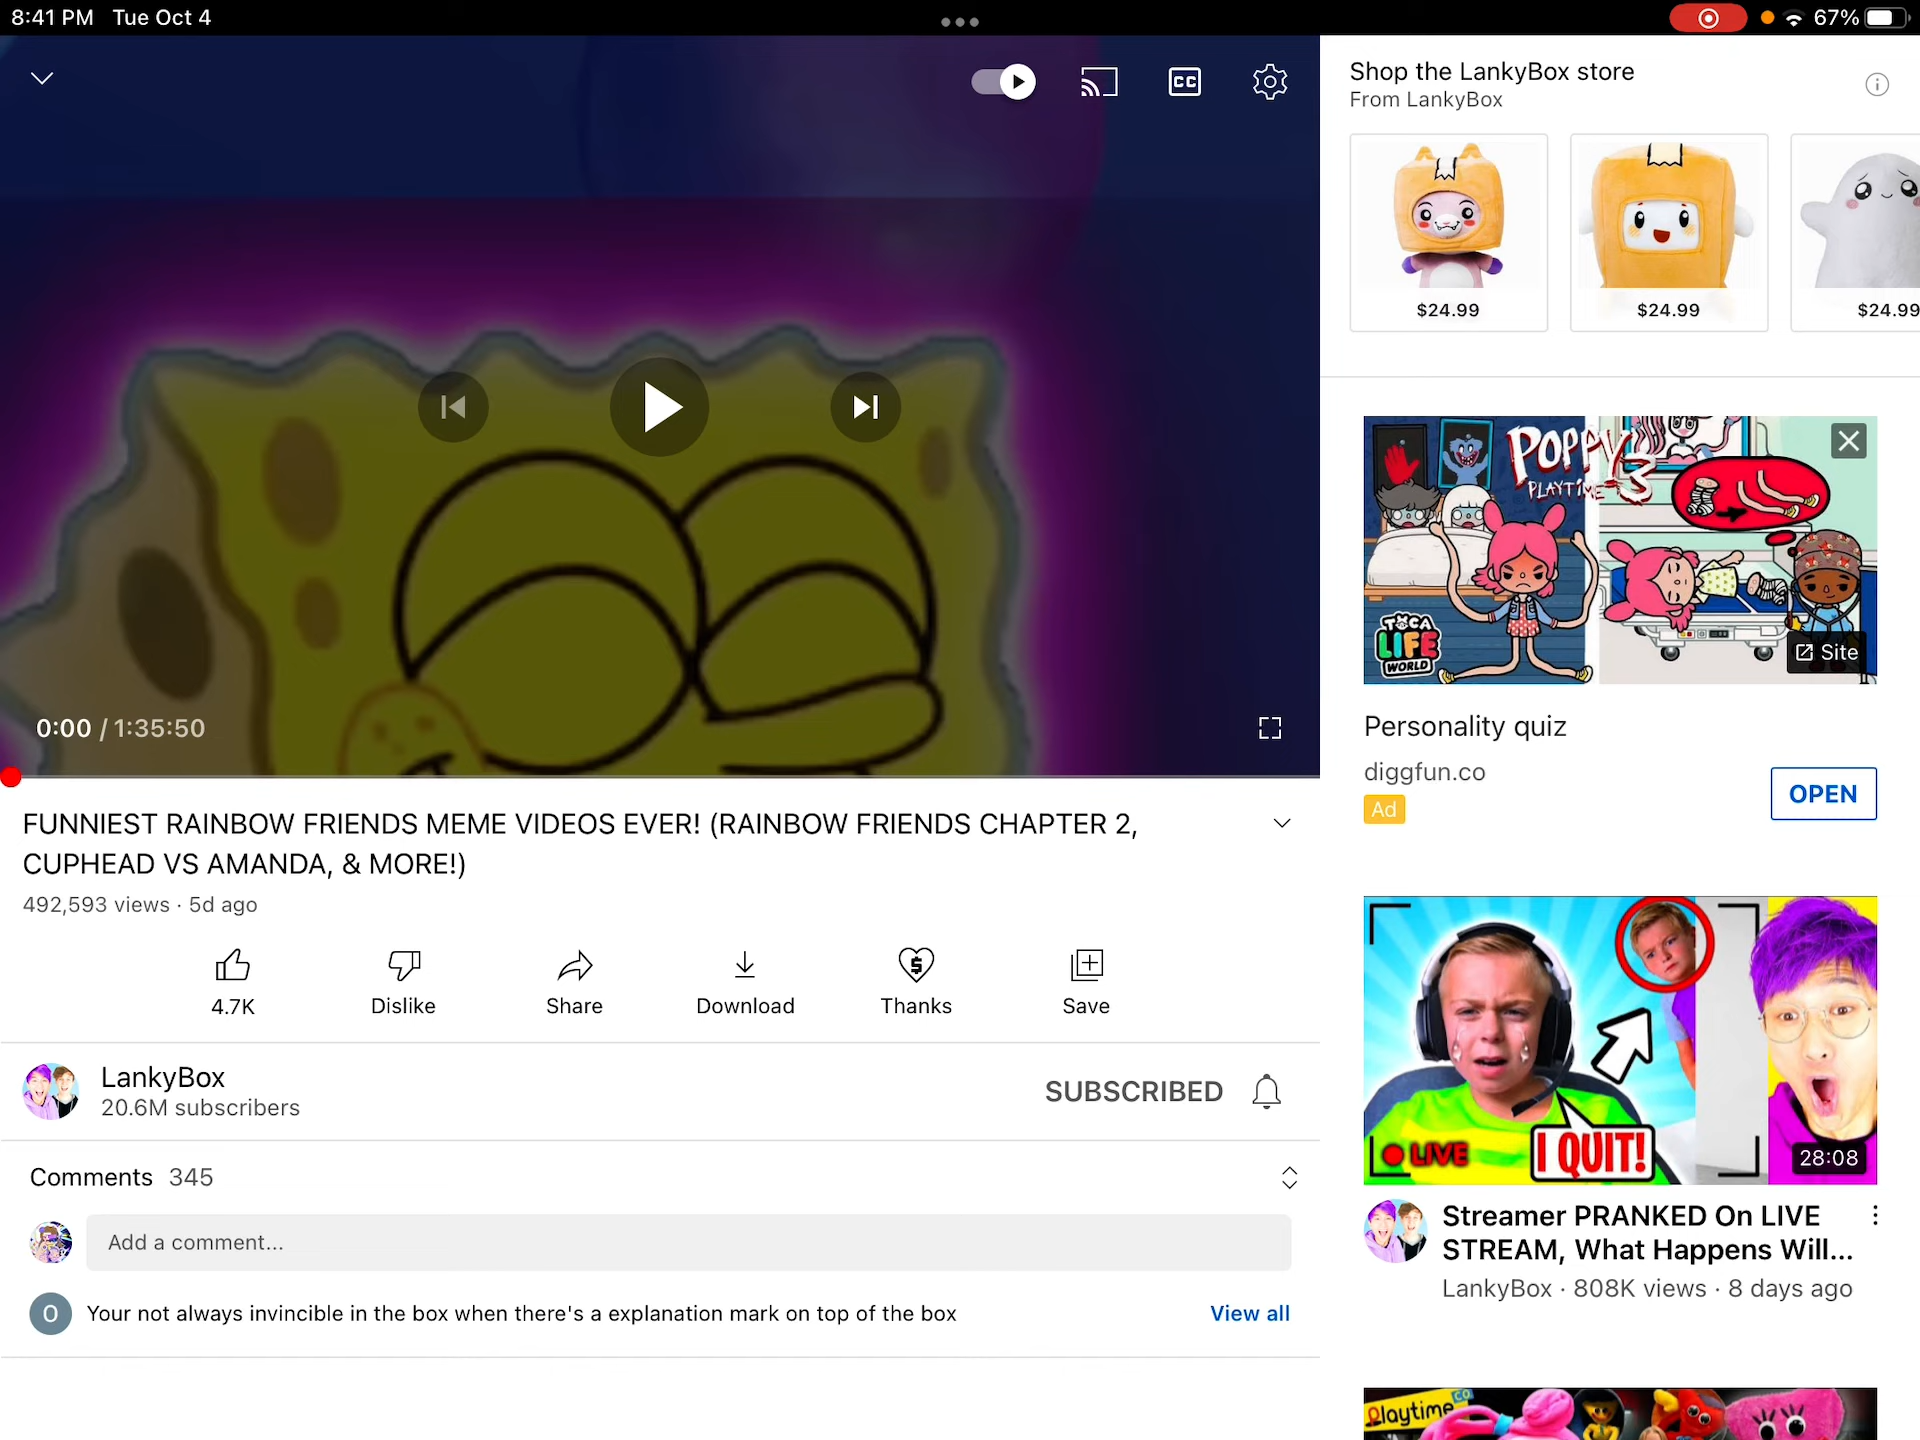 8:41 PM Tue Oct 4
67%
CC
0:00 / 1:35:50
FUNNIEST RAINBOW FRIENDS MEME VIDEOS EVER! (RAINBOW FRIENDS CHAPTER 2,
CUPHEAD VS AMANDA, & MORE!)
492,593 views · 5d ago
4.7K
Dislike
Share
Download
Thanks
Save
LankyBox
20.6M subscribers
SUBSCRIBED
Comments 345
Add a comment...
O
Your not always invincible in the box when there's a explanation mark on top of the box
View all
Shop the LankyBox store
From LankyBox
$24.99
$24.99
$24.99
POPPY
PLAYTIME 3
TOCA
LIFE
WORLD
Site
Personality quiz
diggfun.co
Ad
OPEN
LIVE
I QUIT!
28:08
Streamer PRANKED On LIVE
STREAM, What Happens Will...
LankyBox · 808K views · 8 days ago
Playtime
CO